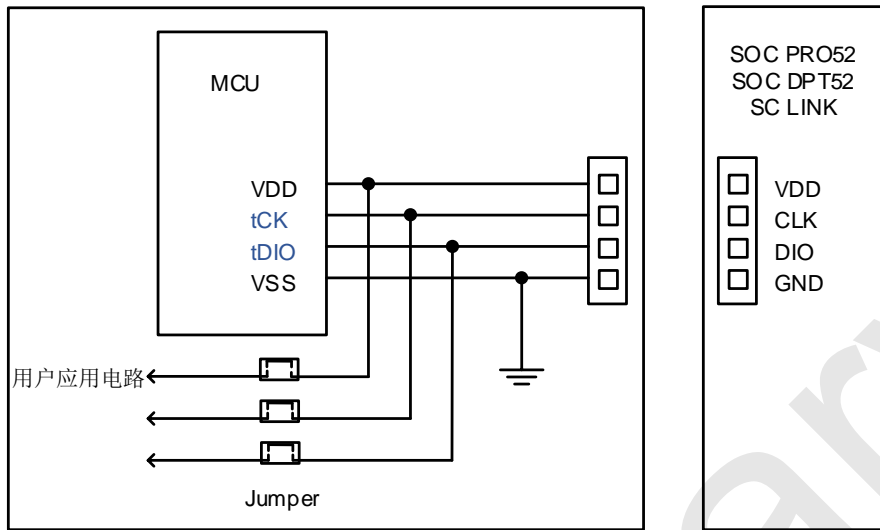 MCU
VDD
tCK
tDIO
VSS
用户应用电路
Jumper
SOC PRO52
SOC DPT52
SC LINK
VDD
CLK
DIO
GND